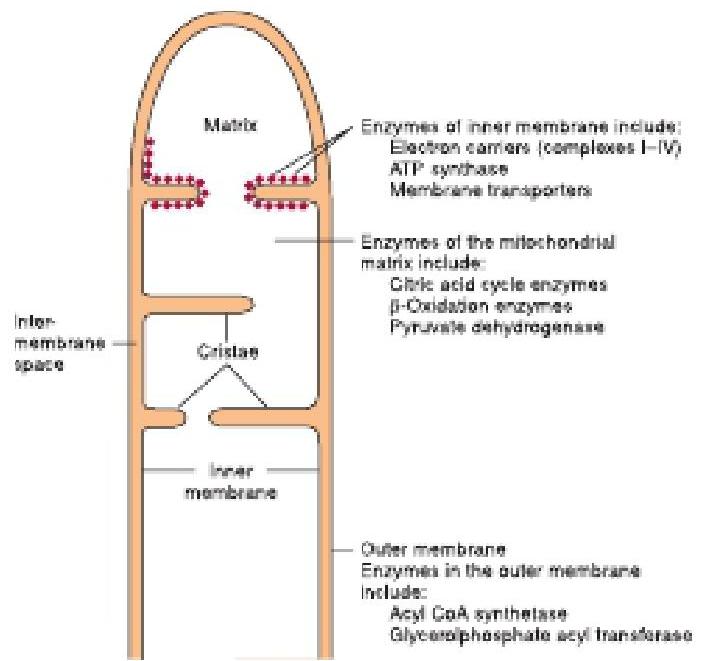 Matrix
Enzymes of inner membrane include:
Electron carriers (complexes I–IV)
ATP synthase
Membrane transporters
Enzymes of the mitochondrial
matrix include:
Citric acid cycle enzymes
β-Oxidation enzymes
Pyruvate dehydrogenase
Inter-
membrane
space
Cristae
Inner
membrane
Outer membrane
Enzymes in the outer membrane
include:
Acyl CoA synthetase
Glycerolphosphate acyl transferase